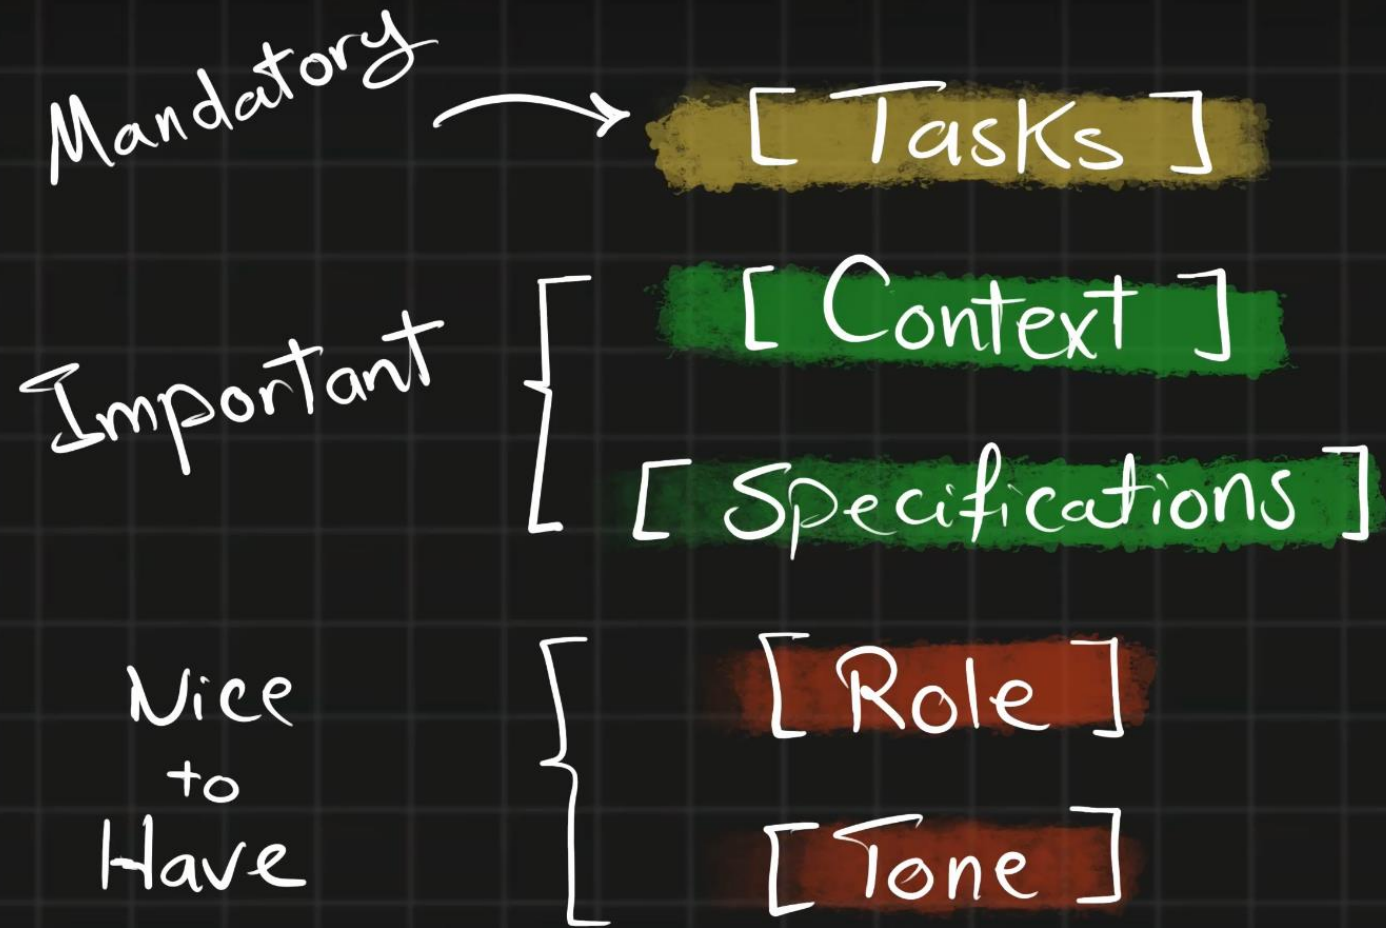 Mandatory
[ Tasks ]
Important
[ Context ]
[ Specifications ]
Nice
to
Have
[ Role ]
[ Tone ]